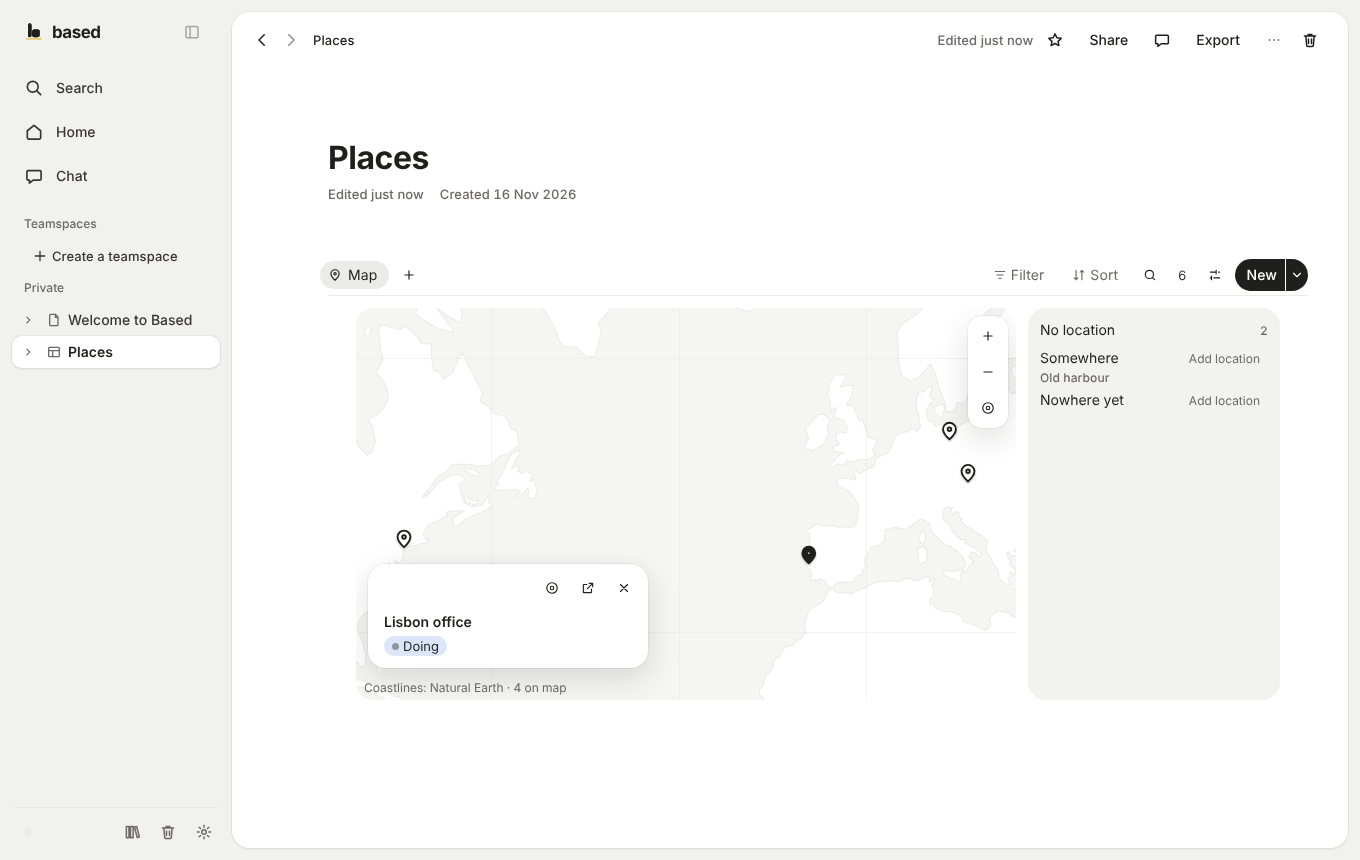 based
Search
Home
Chat
Teamspaces
Create a teamspace
Private
Welcome to Based
Places
Places
Edited just now
Share
Export
Places
Edited just now Created 16 Nov 2026
Map
Filter
Sort
6
New
No location 2
Somewhere Add location
Old harbour
Nowhere yet Add location
Lisbon office
Doing
Coastlines: Natural Earth · 4 on map